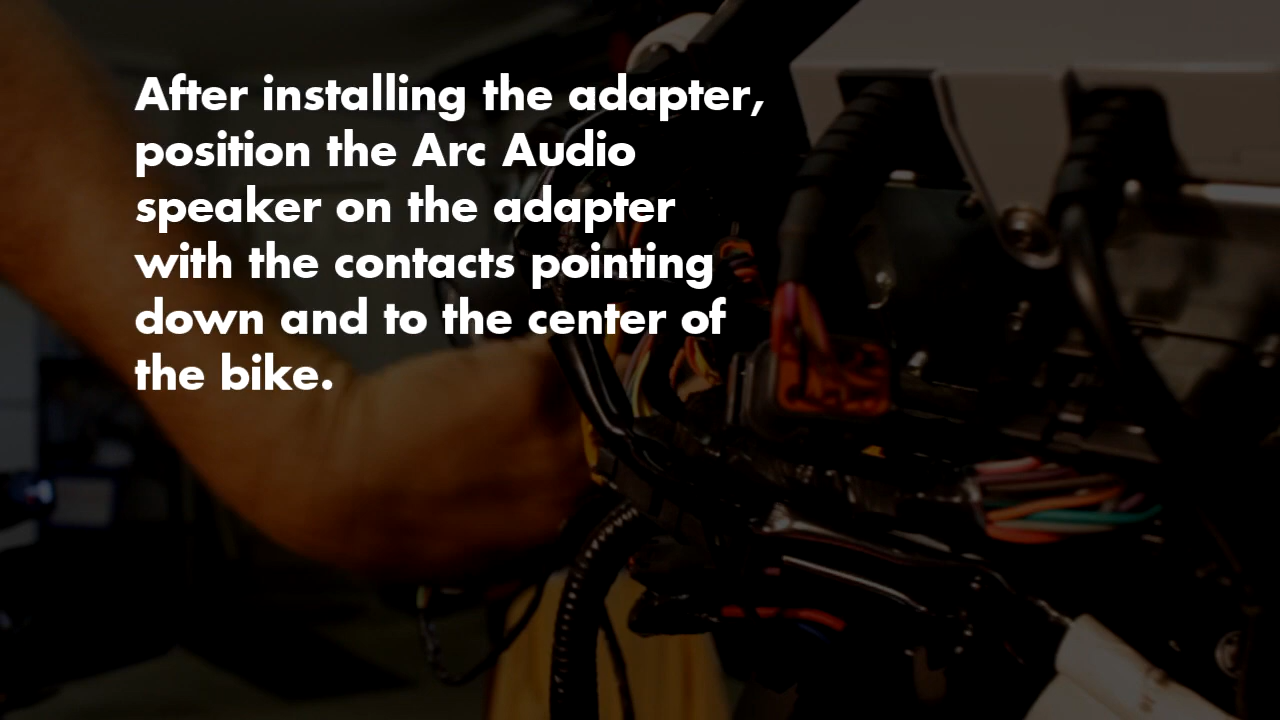 After installing the adapter,
position the Arc Audio
speaker on the adapter
with the contacts pointing
down and to the center of
the bike.